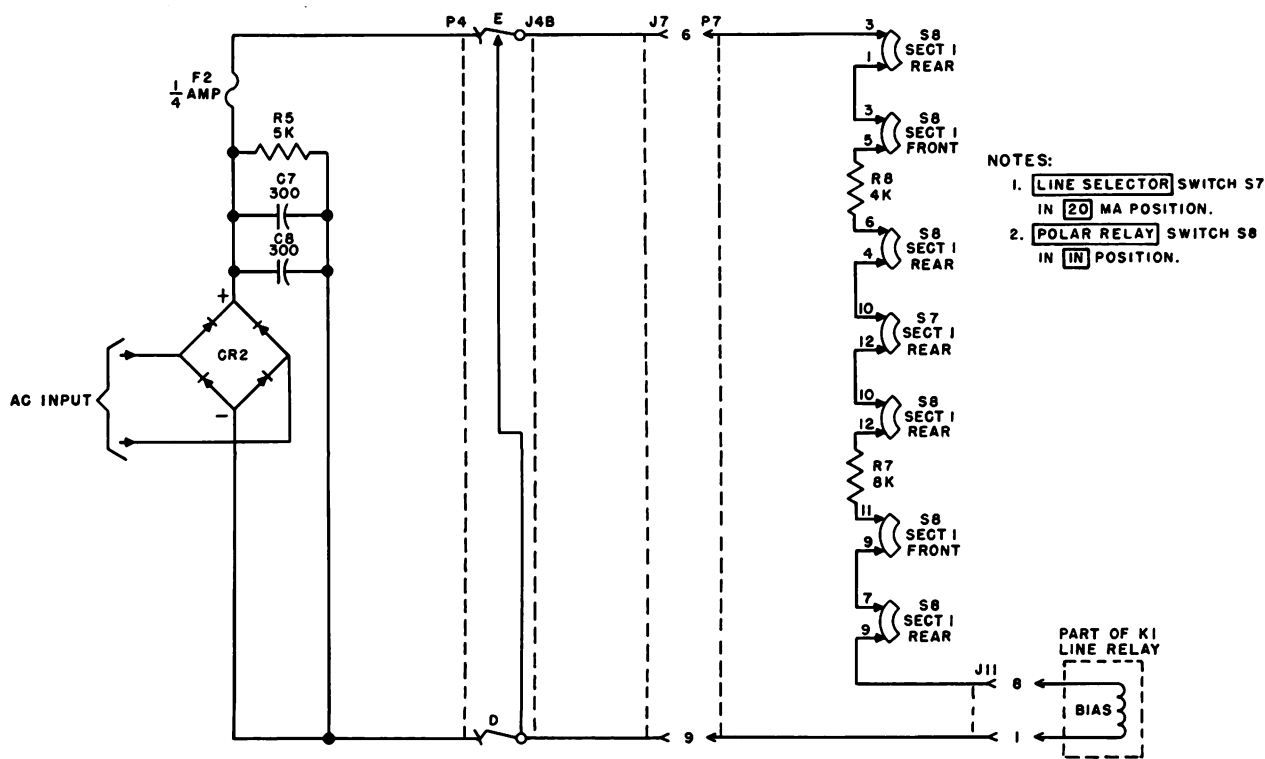 P4 E J4B J7 6 P7
F2
1/4 AMP
R5
5K
C7
300
C8
300
+
CR2
−
AC INPUT
D
9
3
1
S8
SECT 1
REAR
3
5
S8
SECT 1
FRONT
R8
4K
6
4
S8
SECT 1
REAR
10
12
S7
SECT 1
REAR
10
12
S8
SECT 1
REAR
R7
8K
11
9
S8
SECT 1
FRONT
7
9
S8
SECT 1
REAR
J11
8
1
PART OF K1
LINE RELAY
BIAS
NOTES:
1. LINE SELECTOR SWITCH S7
IN 20 MA POSITION.
2. POLAR RELAY SWITCH S8
IN IN POSITION.